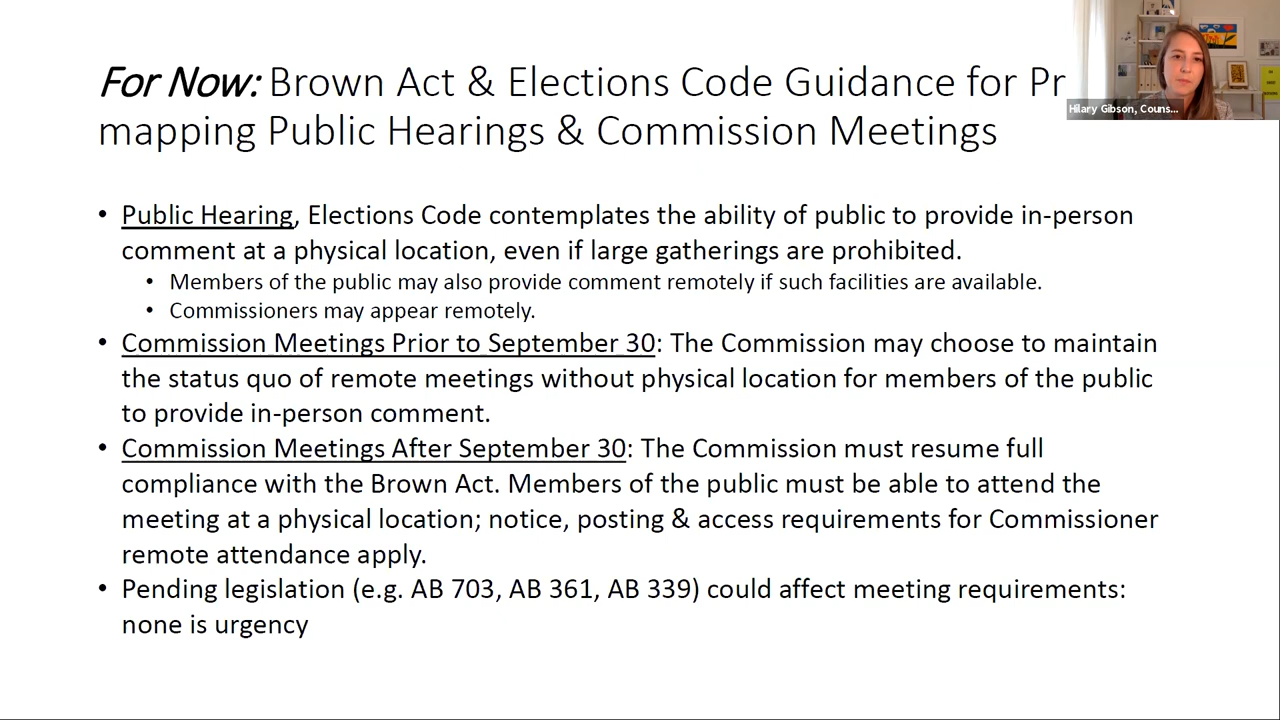 For Now: Brown Act & Elections Code Guidance for Pr
mapping Public Hearings & Commission Meetings
Hilary Gibson, Couns...
• Public Hearing, Elections Code contemplates the ability of public to provide in-person
comment at a physical location, even if large gatherings are prohibited.
• Members of the public may also provide comment remotely if such facilities are available.
• Commissioners may appear remotely.
• Commission Meetings Prior to September 30: The Commission may choose to maintain
the status quo of remote meetings without physical location for members of the public
to provide in-person comment.
• Commission Meetings After September 30: The Commission must resume full
compliance with the Brown Act. Members of the public must be able to attend the
meeting at a physical location; notice, posting & access requirements for Commissioner
remote attendance apply.
• Pending legislation (e.g. AB 703, AB 361, AB 339) could affect meeting requirements:
none is urgency